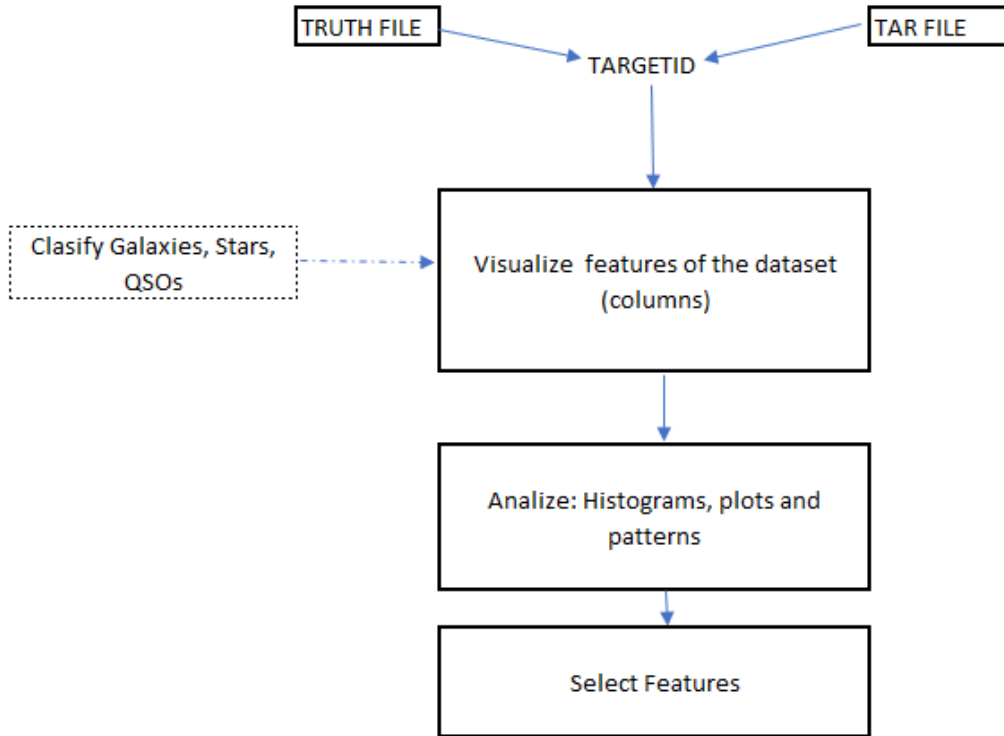 TRUTH FILE
TAR FILE
TARGETID
Clasify Galaxies, Stars,
QSOs
Visualize features of the dataset
(columns)
Analize: Histograms, plots and
patterns
Select Features